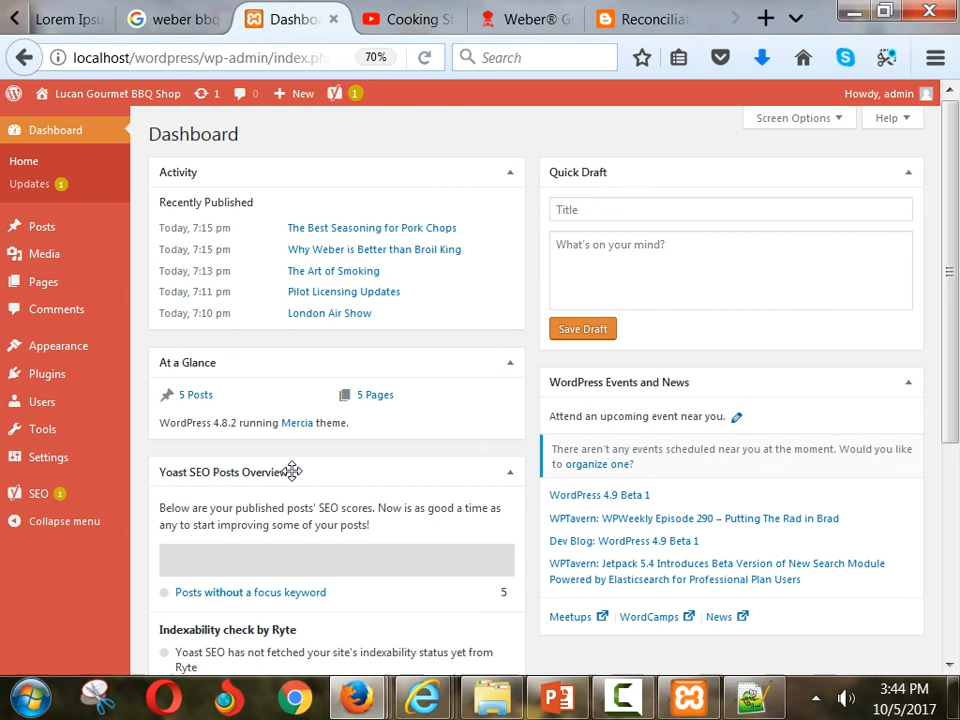 Lorem Ipsu
weber bbq
Dashbo
Cooking St
Weber® G
Reconciliat
localhost/wordpress/wp-admin/index.php
70%
Search
Lucan Gourmet BBQ Shop
1
0
New
1
Howdy, admin
Dashboard
Home
Updates 1
Posts
Media
Pages
Comments
Appearance
Plugins
Users
Tools
Settings
SEO 1
Collapse menu
Dashboard
Screen Options
Help
Activity
Recently Published
Today, 7:15 pm The Best Seasoning for Pork Chops
Today, 7:15 pm Why Weber is Better than Broil King
Today, 7:13 pm The Art of Smoking
Today, 7:11 pm Pilot Licensing Updates
Today, 7:10 pm London Air Show
At a Glance
5 Posts 5 Pages
WordPress 4.8.2 running Mercia theme.
Yoast SEO Posts Overview
Below are your published posts' SEO scores. Now is as good a time as
any to start improving some of your posts!
Posts without a focus keyword 5
Indexability check by Ryte
Yoast SEO has not fetched your site's indexability status yet from
Ryte
Quick Draft
Title
What's on your mind?
Save Draft
WordPress Events and News
Attend an upcoming event near you.
There aren't any events scheduled near you at the moment. Would you like
to organize one?
WordPress 4.9 Beta 1
WPTavern: WPWeekly Episode 290 – Putting The Rad in Brad
Dev Blog: WordPress 4.9 Beta 1
WPTavern: Jetpack 5.4 Introduces Beta Version of New Search Module
Powered by Elasticsearch for Professional Plan Users
Meetups WordCamps News
3:44 PM
10/5/2017